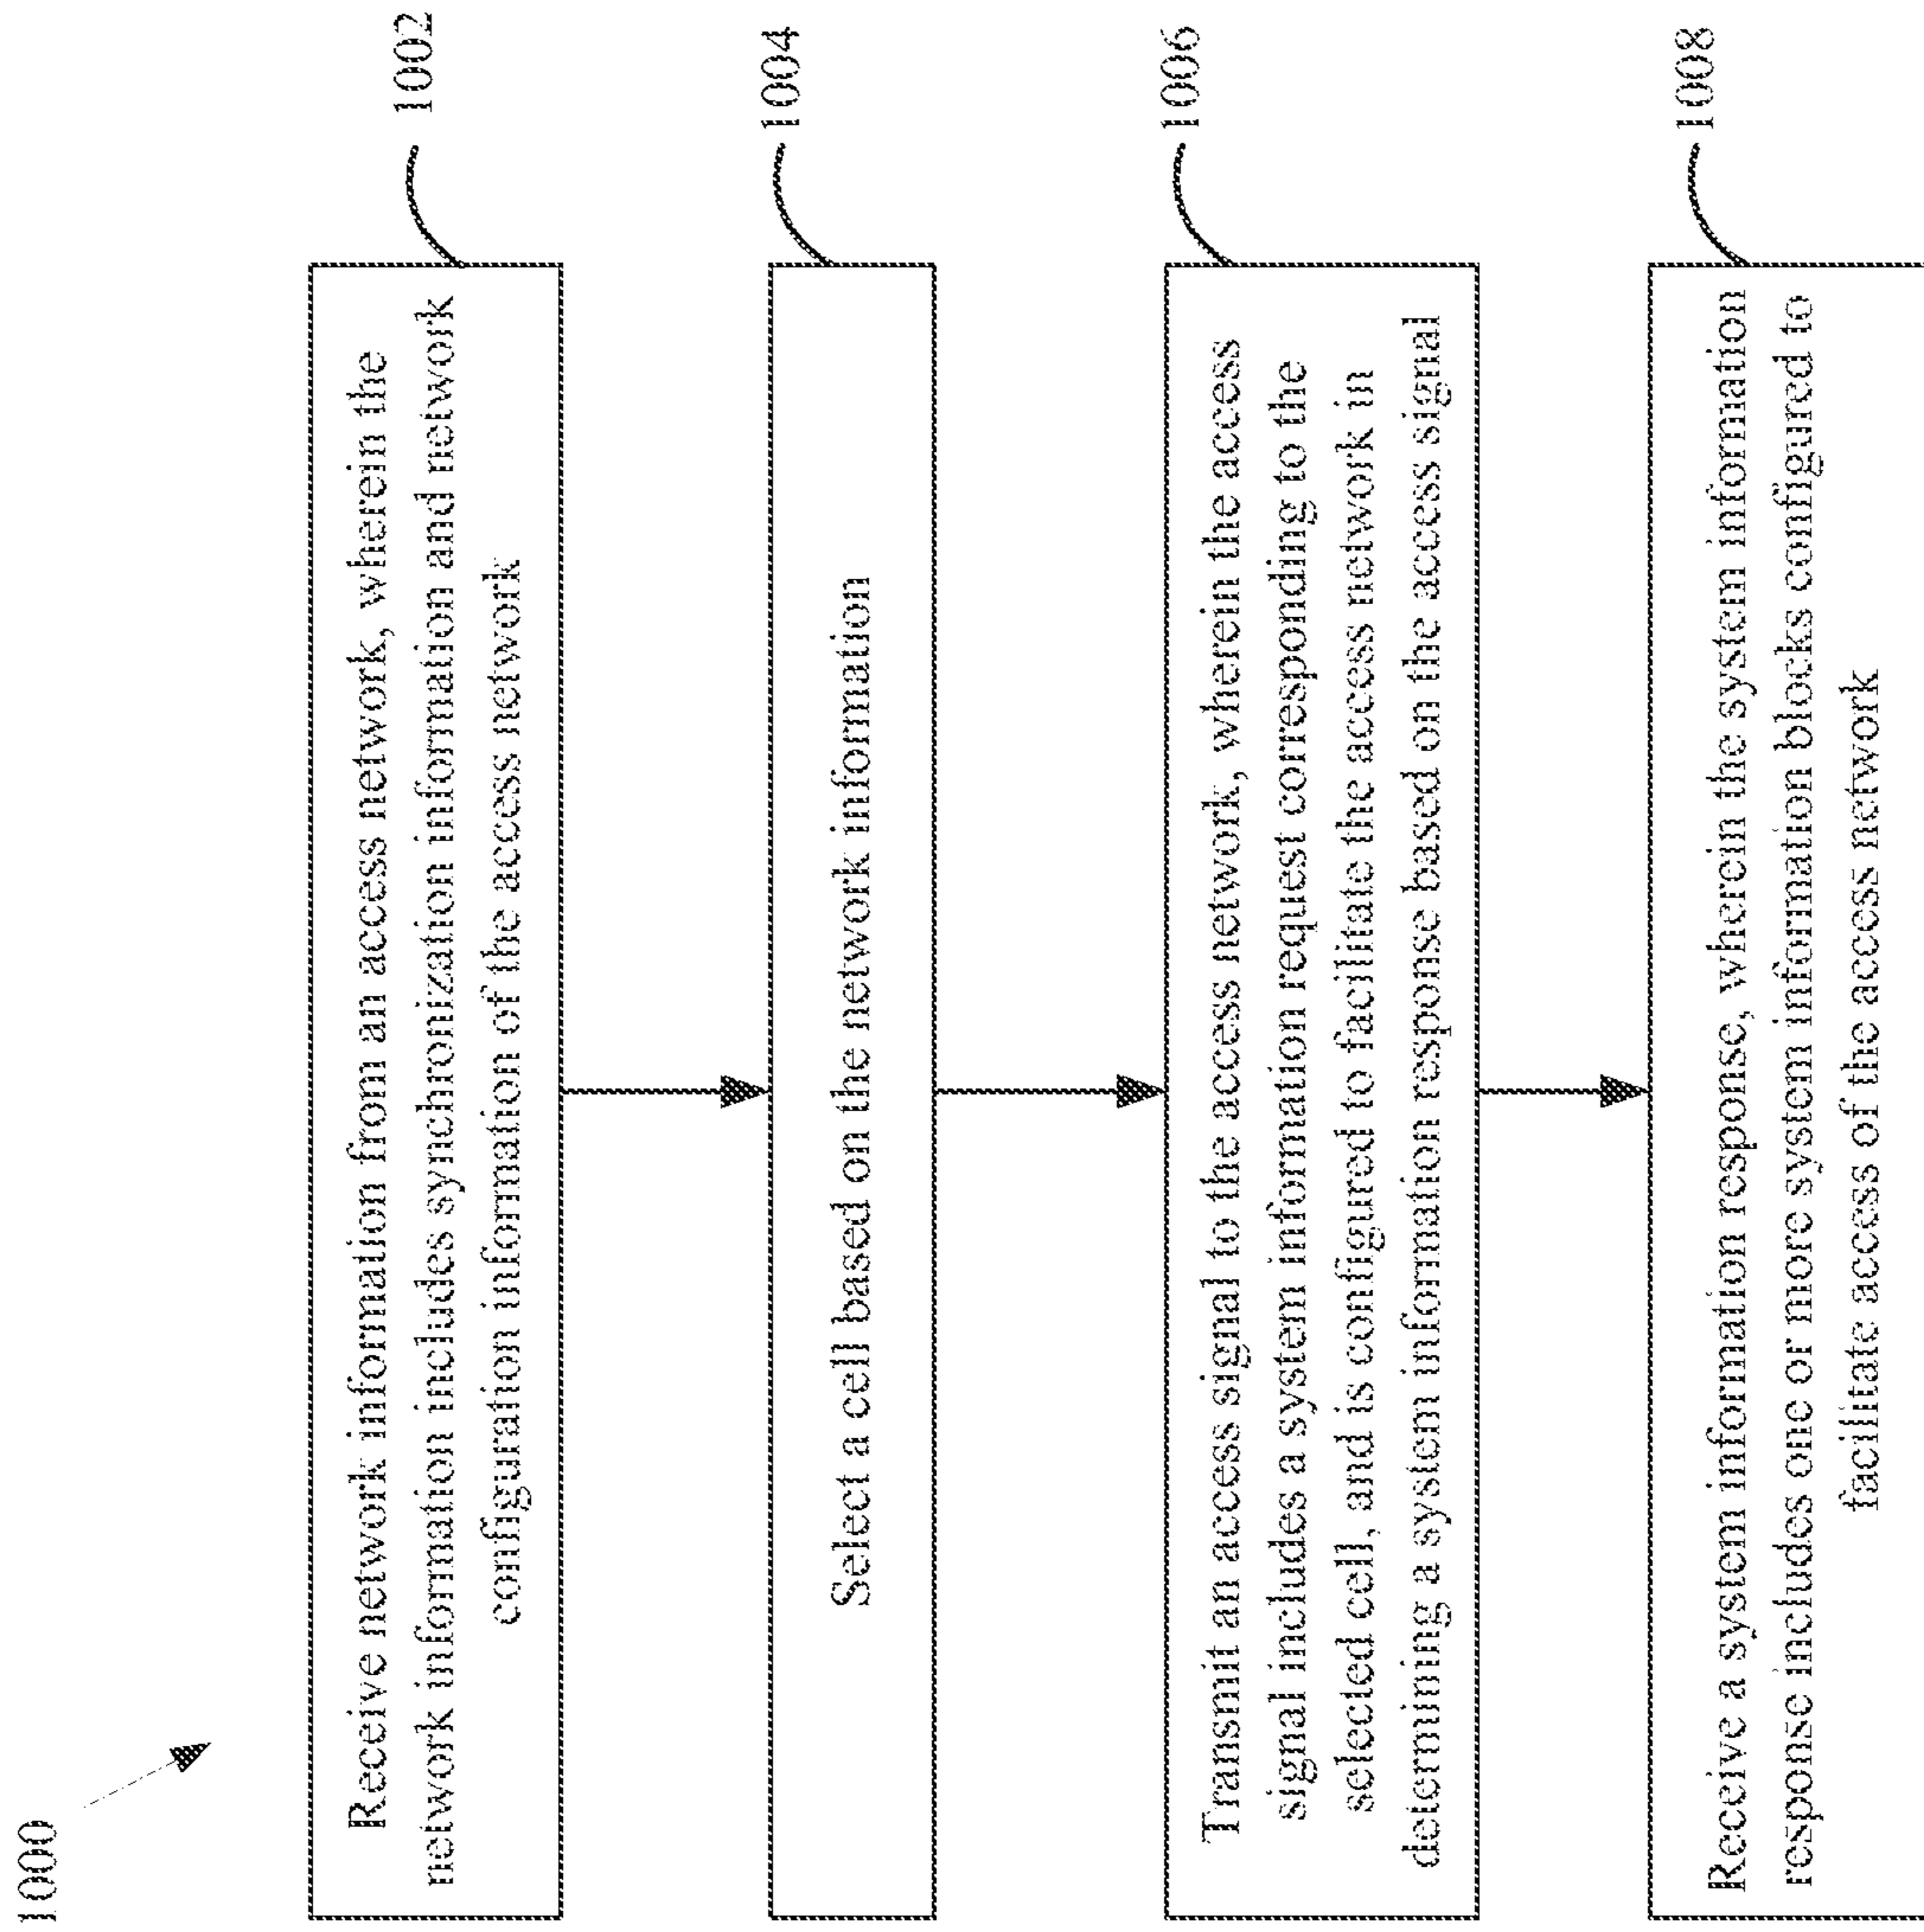 1000
1002
Receive network information from an access network, wherein the
network information includes synchronization information and network
configuration information of the access network
1004
Select a cell based on the network information
1006
Transmit an access signal to the access network, wherein the access
signal includes a system information request corresponding to the
selected cell, and is configured to facilitate the access network in
determining a system information response based on the access signal
1008
Receive a system information response, wherein the system information
response includes one or more system information blocks configured to
facilitate access of the access network